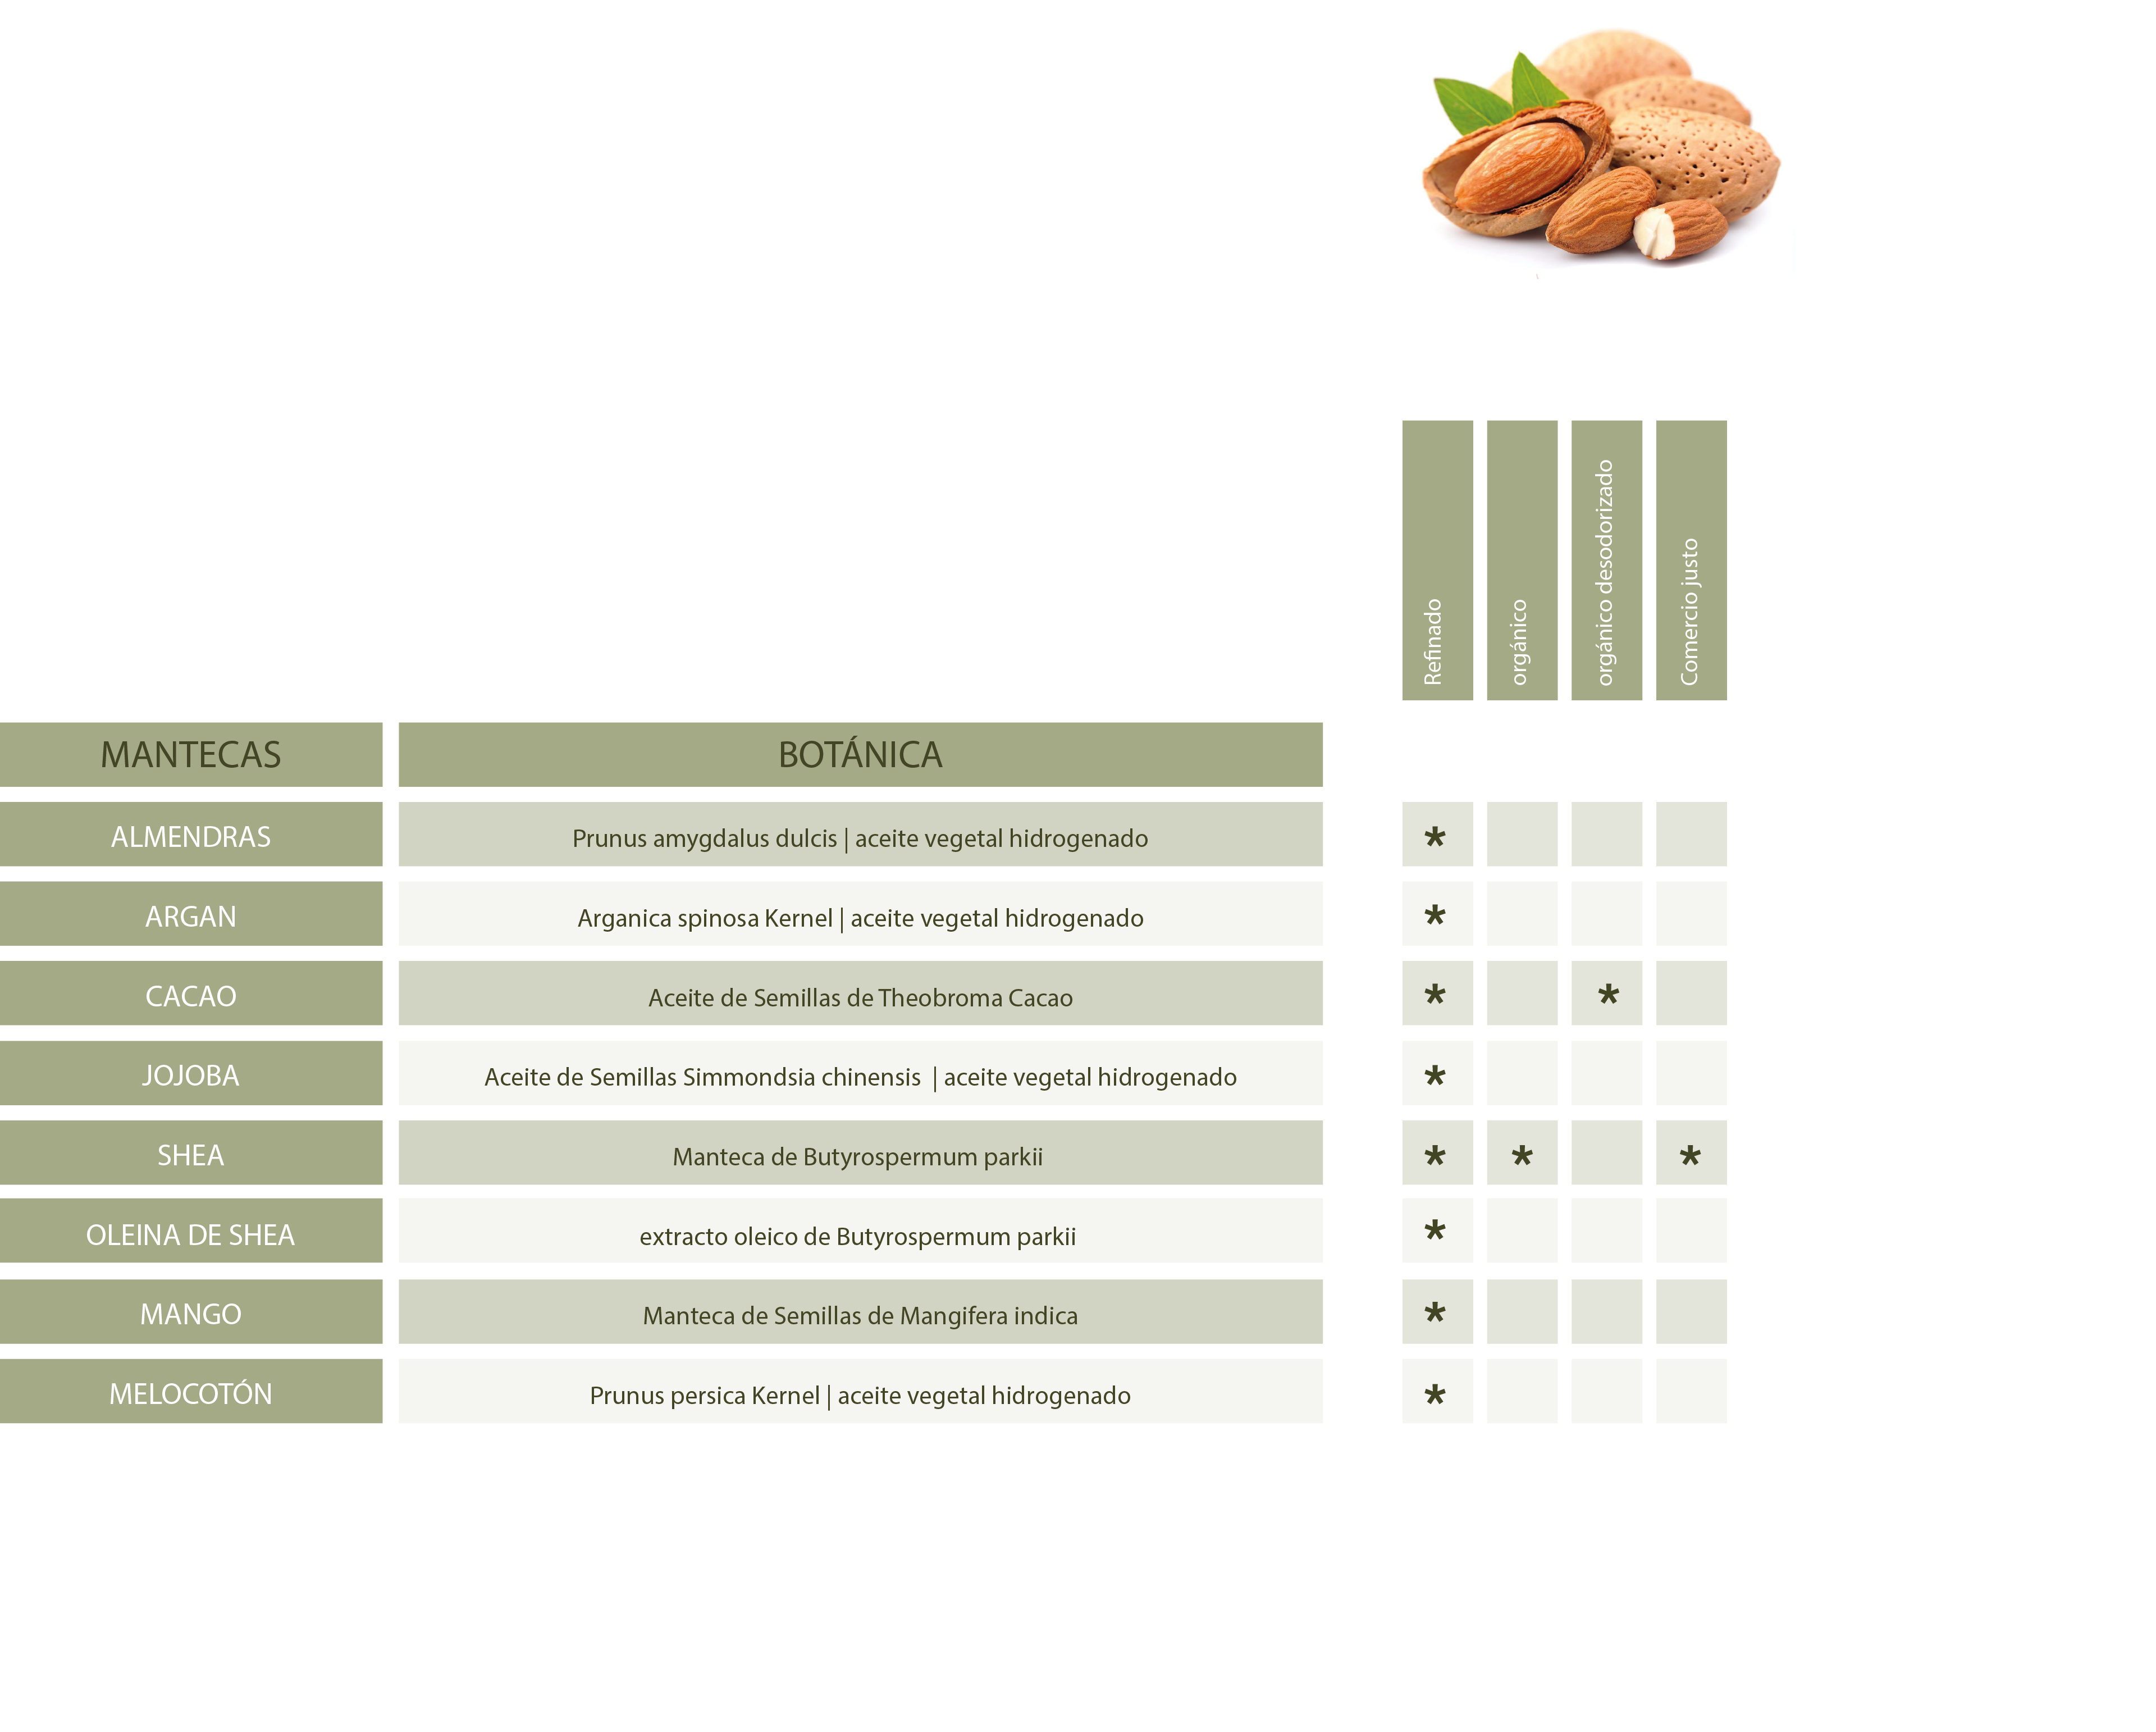 Refinado
orgánico
orgánico desodorizado
Comercio justo
MANTECAS BOTÁNICA
ALMENDRAS Prunus amygdalus dulcis | aceite vegetal hidrogenado *
ARGAN Arganica spinosa Kernel | aceite vegetal hidrogenado *
CACAO Aceite de Semillas de Theobroma Cacao * *
JOJOBA Aceite de Semillas Simmondsia chinensis | aceite vegetal hidrogenado *
SHEA Manteca de Butyrospermum parkii * * *
OLEINA DE SHEA extracto oleico de Butyrospermum parkii *
MANGO Manteca de Semillas de Mangifera indica *
MELOCOTÓN Prunus persica Kernel | aceite vegetal hidrogenado *